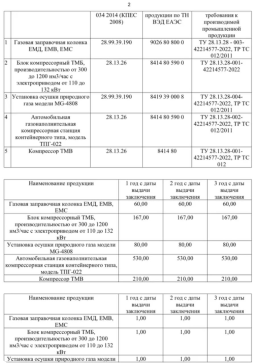 2
034 2014 (КПЕС 2008)
продукции по ТН ВЭД ЕАЭС
требования к производимой промышленной продукции
1
Газовая заправочная колонка
ЕМД, ЕМВ, ЕМС
28.99.39.190
9026 80 800 0
ТУ 28.13.28 - 003-
42214577-2022, ТР ТС
012/2011
2
Блок компрессорный ТМБ,
производительностью от 300
до 1200 нм3/час с
электроприводом от 110 до
132 кВт
28.13.26
8414 80 590 0
ТУ 28.13.28-001-
42214577-2022
3
Установка осушки природного
газа модели MG-4808
28.99.39.190
8419 39 000 8
ТУ 28.13.28-004-
42214577-2022, ТР ТС
012/2011
4
Автомобильная
газонаполнительная
компрессорная станция
контейнерного типа, модель
ТПГ-022
28.13.26
8414 80 590 0
ТУ 28.13.28-002-
42214577-2022, ТР ТС
012/2011
5
Компрессор ТМВ
28.13.26
8414 80
ТУ 28.13.28-001-
42214577-2021, ТР ТС
012
Наименование продукции
1 год с даты
выдачи
заключения
2 год с даты
выдачи
заключения
3 год с даты
выдачи
заключения
Газовая заправочная колонка ЕМД, ЕМВ,
ЕМС
60,00
60,00
60,00
Блок компрессорный ТМБ,
производительностью от 300 до 1200
нм3/час с электроприводом от 110 до 132
кВт
167,00
167,00
167,00
Установка осушки природного газа модели
MG-4808
80,00
80,00
80,00
Автомобильная газонаполнительная
компрессорная станция контейнерного типа,
модель ТПГ-022
530,00
530,00
530,00
Компрессор ТМВ
210,00
210,00
210,00
Наименование продукции
1 год с даты
выдачи
заключения
2 год с даты
выдачи
заключения
3 год с даты
выдачи
заключения
Газовая заправочная колонка ЕМД, ЕМВ,
ЕМС
1,00
1,00
1,00
Блок компрессорный ТМБ,
производительностью от 300 до 1200
нм3/час с электроприводом от 110 до 132
кВт
1,00
1,00
1,00
Установка осушки природного газа модели
1,00
1,00
1,00